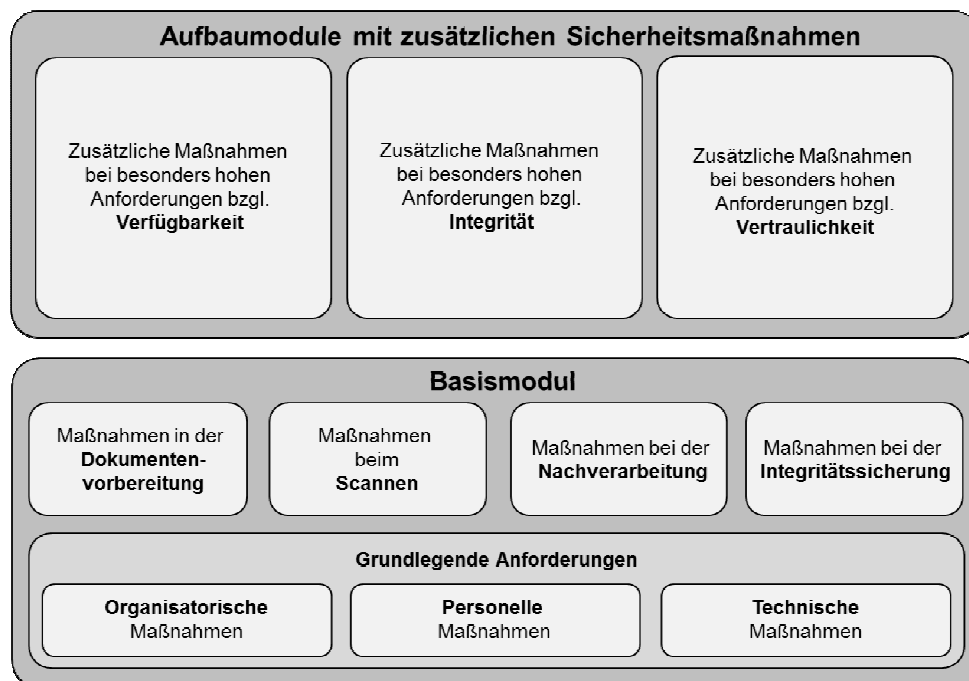 Aufbaumodule mit zusätzlichen Sicherheitsmaßnahmen
Zusätzliche Maßnahmen
bei besonders hohen
Anforderungen bzgl.
Verfügbarkeit
Zusätzliche Maßnahmen
bei besonders hohen
Anforderungen bzgl.
Integrität
Zusätzliche Maßnahmen
bei besonders hohen
Anforderungen bzgl.
Vertraulichkeit
Basismodul
Maßnahmen in der
Dokumenten-
vorbereitung
Maßnahmen
beim
Scannen
Maßnahmen bei der
Nachverarbeitung
Maßnahmen bei der
Integritätssicherung
Grundlegende Anforderungen
Organisatorische
Maßnahmen
Personelle
Maßnahmen
Technische
Maßnahmen